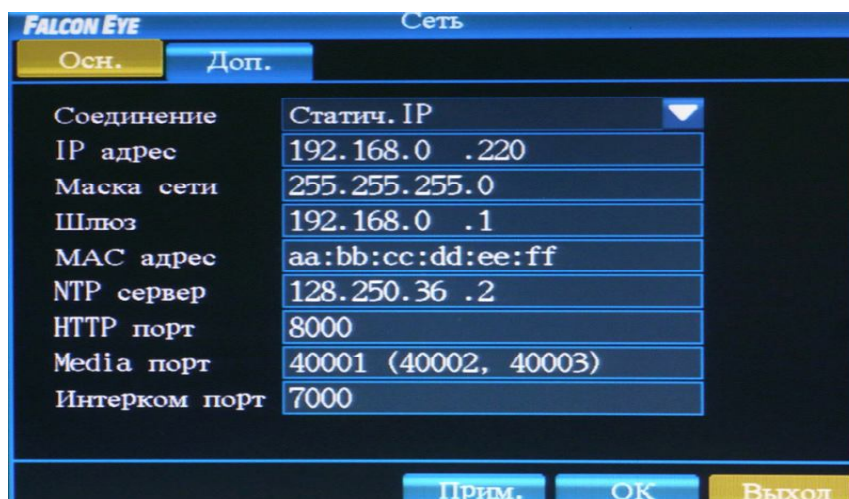 FALCON EYE Сеть
Осн. Доп.
Соединение Статич. IP
IP адрес 192.168.0 .220
Маска сети 255.255.255.0
Шлюз 192.168.0 .1
MAC адрес aa:bb:cc:dd:ee:ff
NTP сервер 128.250.36 .2
HTTP порт 8000
Media порт 40001 (40002, 40003)
Интерком порт 7000
Прим. OK Выход